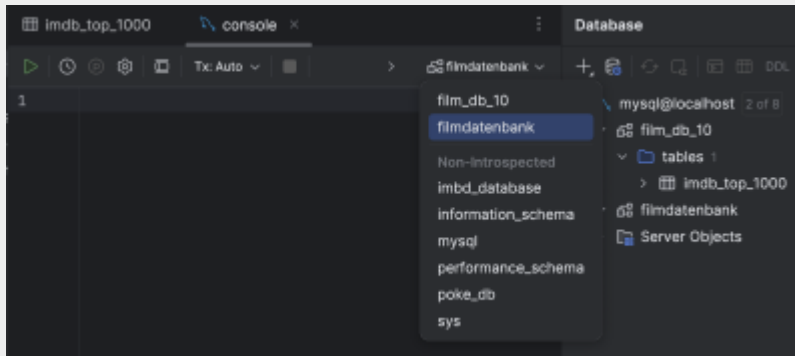 imdb_top_1000
console
Database
Tx: Auto
filmdatenbank
DDL
1
film_db_10
filmdatenbank
Non-Introspected
imbd_database
information_schema
mysql
performance_schema
poke_db
sys
mysql@localhost 2 of 8
film_db_10
tables 1
imdb_top_1000
filmdatenbank
Server Objects